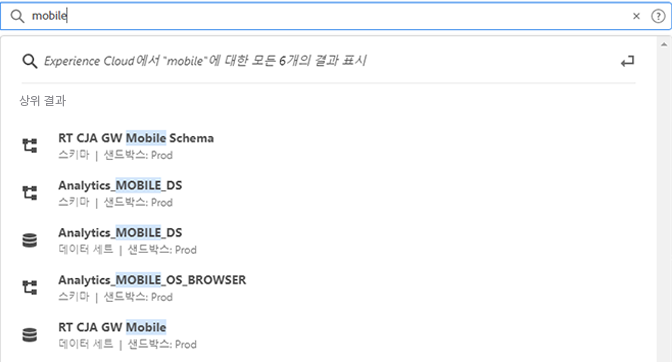 mobile
Experience Cloud에서 "mobile"에 대한 모든 6개의 결과 표시
상위 결과
RT CJA GW Mobile Schema
스키마 | 샌드박스: Prod
Analytics_MOBILE_DS
스키마 | 샌드박스: Prod
Analytics_MOBILE_DS
데이터 세트 | 샌드박스: Prod
Analytics_MOBILE_OS_BROWSER
스키마 | 샌드박스: Prod
RT CJA GW Mobile
데이터 세트 | 샌드박스: Prod